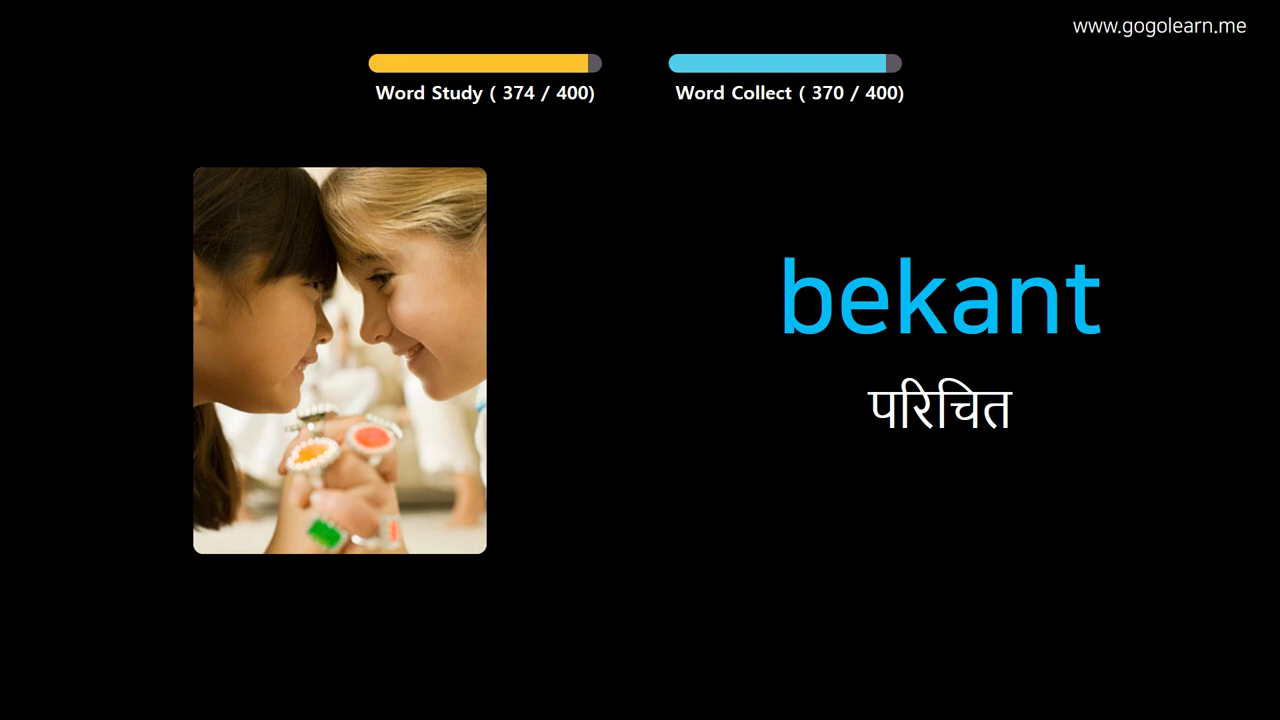 www.gogolearn.me
Word Study ( 374 / 400)
Word Collect ( 370 / 400)
bekant
परिचित